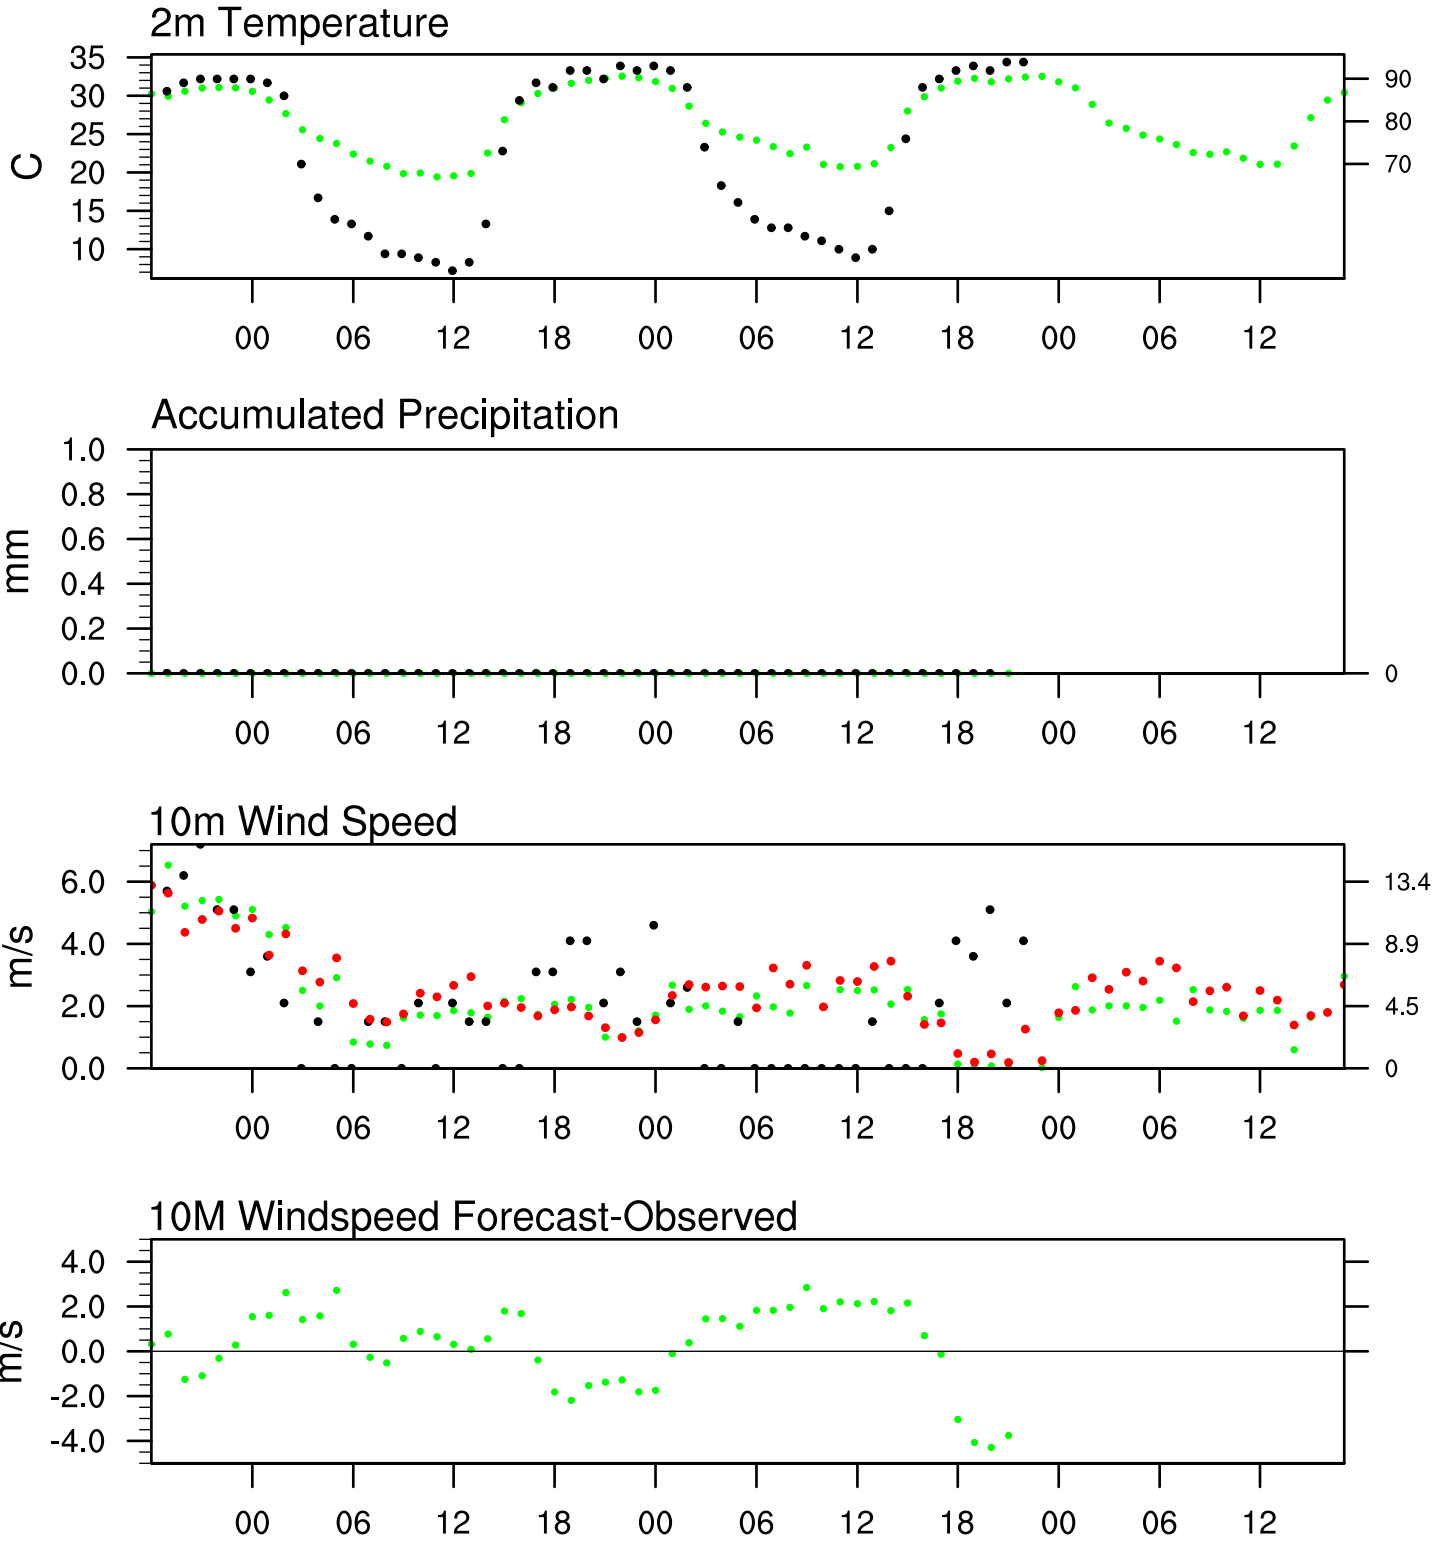 2m Temperature
35
30
25
20
15
10
C
90
80
70
00 06 12 18 00 06 12 18 00 06 12
Accumulated Precipitation
1.0
0.8
0.6
0.4
0.2
0.0
mm
0
00 06 12 18 00 06 12 18 00 06 12
10m Wind Speed
6.0
4.0
2.0
0.0
m/s
13.4
8.9
4.5
0
00 06 12 18 00 06 12 18 00 06 12
10M Windspeed Forecast-Observed
4.0
2.0
0.0
-2.0
-4.0
m/s
00 06 12 18 00 06 12 18 00 06 12